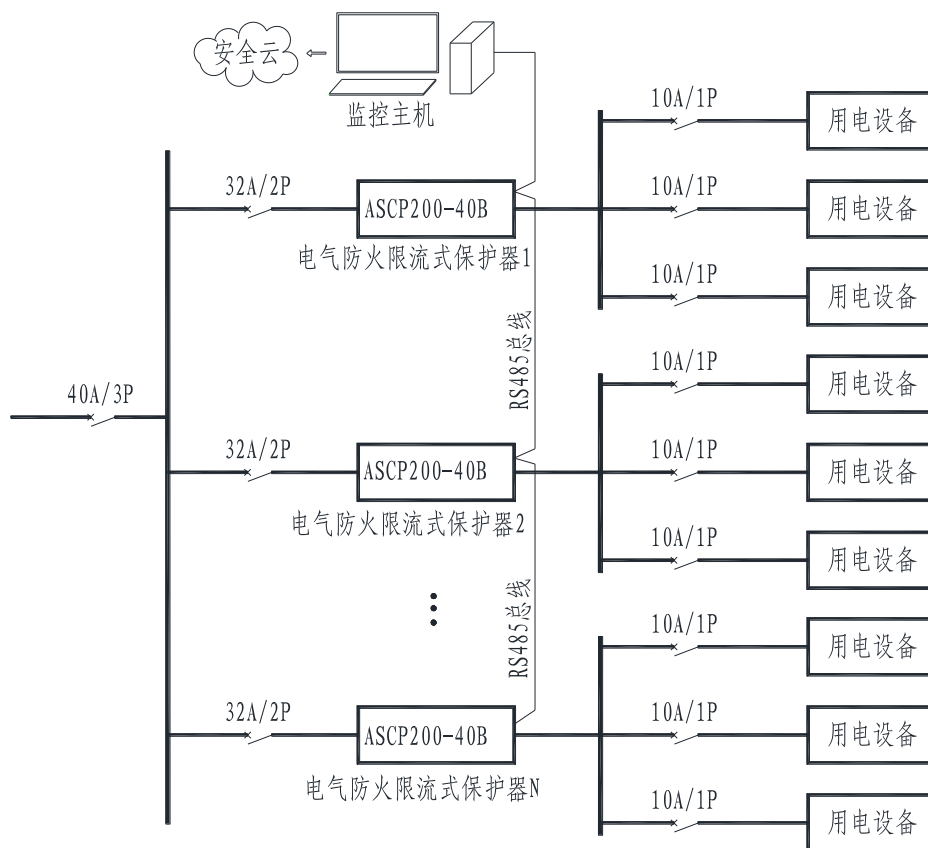 安全云
监控主机
10A/1P
用电设备
32A/2P
ASCP200-40B
10A/1P
用电设备
电气防火限流式保护器1
10A/1P
用电设备
RS485总线
40A/3P
10A/1P
用电设备
32A/2P
ASCP200-40B
10A/1P
用电设备
电气防火限流式保护器2
10A/1P
用电设备
RS485总线
10A/1P
用电设备
32A/2P
ASCP200-40B
10A/1P
用电设备
电气防火限流式保护器N
10A/1P
用电设备